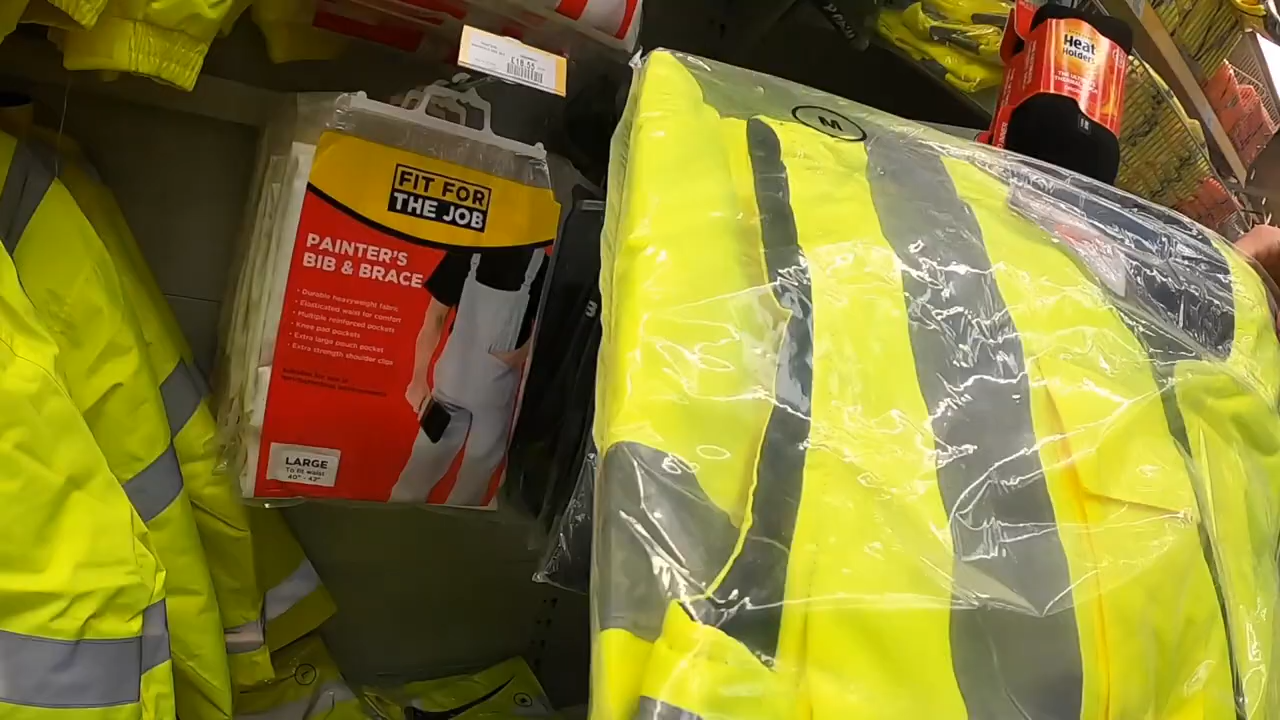 £18.55
Heat
Holders
M
FIT FOR
THE JOB
PAINTER'S
BIB & BRACE
• Durable heavyweight fabric
• Elasticated waist for comfort
• Multiple reinforced pockets
• Knee pad pockets
• Extra large pouch pocket
• Extra strength shoulder clips
LARGE
To fit waist
40" - 42"